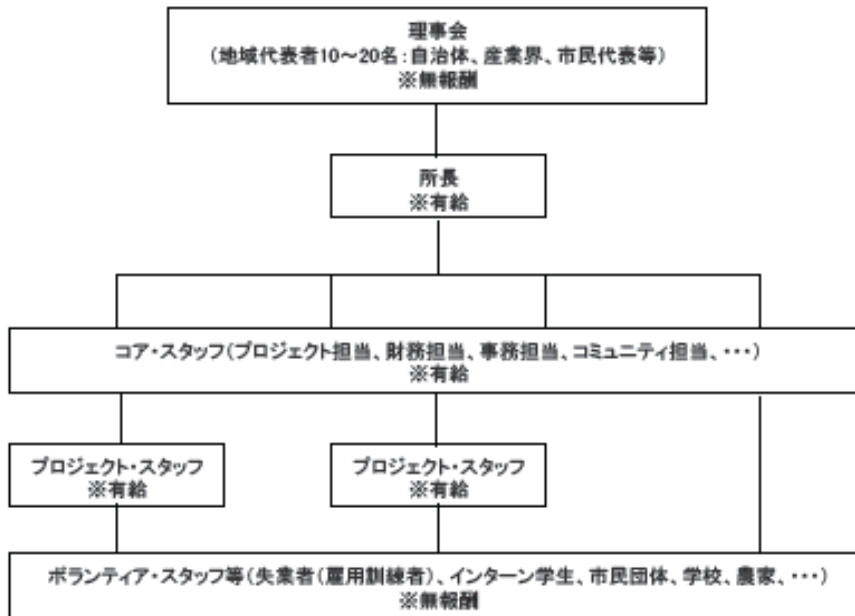 理事会
(地域代表者10～20名:自治体、産業界、市民代表等)
※無報酬
所長
※有給
コア・スタッフ(プロジェクト担当、財務担当、事務担当、コミュニティ担当、・・・)
※有給
プロジェクト・スタッフ
※有給
プロジェクト・スタッフ
※有給
ボランティア・スタッフ等(失業者(雇用訓練者)、インターン学生、市民団体、学校、農家、・・・)
※無報酬